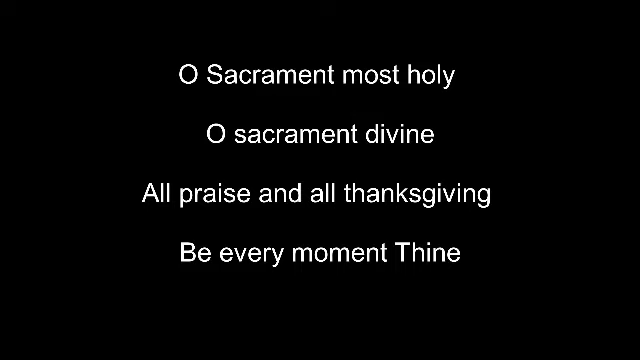 O Sacrament most holy
O sacrament divine
All praise and all thanksgiving
Be every moment Thine